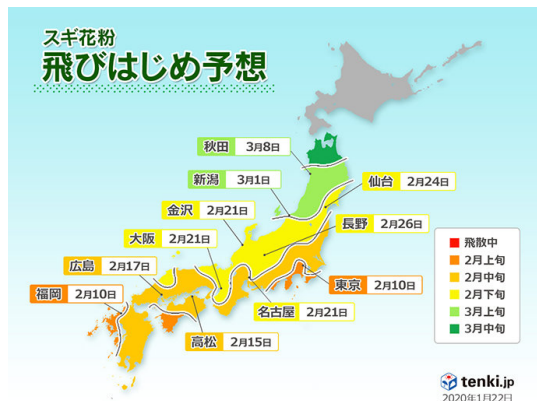 スギ花粉
飛びはじめ予想
秋田 3月8日
新潟 3月1日
仙台 2月24日
金沢 2月21日
長野 2月26日
大阪 2月21日
広島 2月17日
福岡 2月10日
東京 2月10日
名古屋 2月21日
高松 2月15日
飛散中
2月上旬
2月中旬
2月下旬
3月上旬
3月中旬
tenki.jp
2020年1月22日